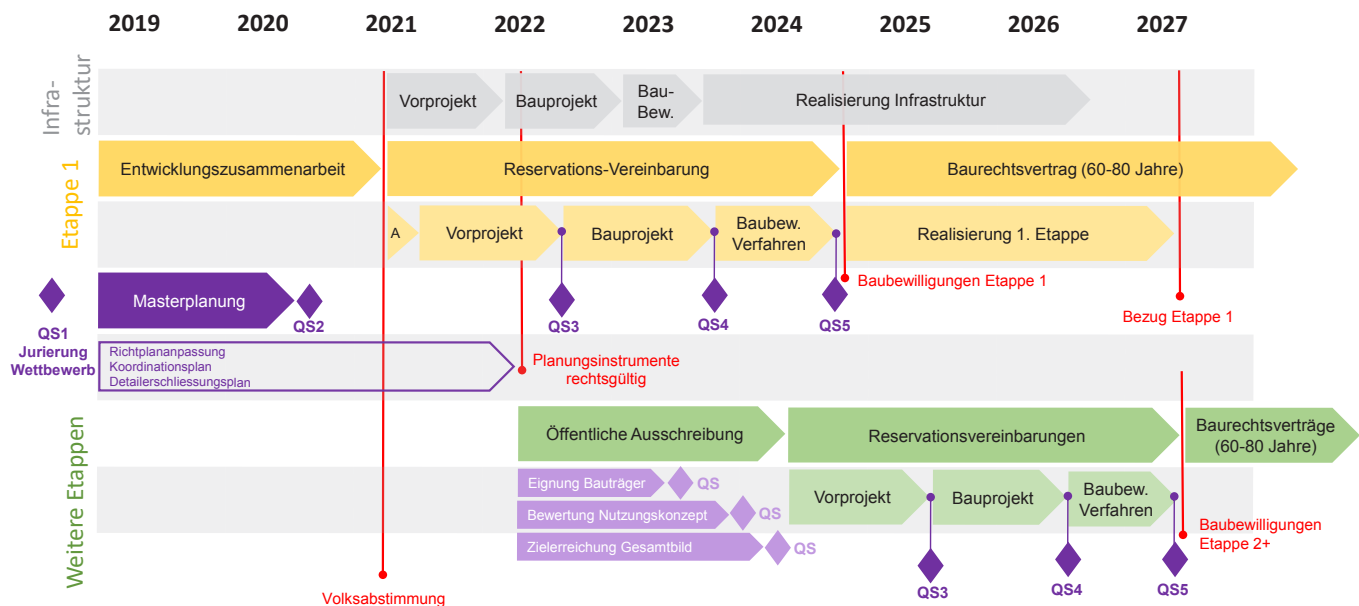 2019 2020 2021 2022 2023 2024 2025 2026 2027
Infra-
struktur
Vorprojekt
Bauprojekt
Bau-
Bew.
Realisierung Infrastruktur
Etappe 1
Entwicklungszusammenarbeit
Reservations-Vereinbarung
Baurechtsvertrag (60-80 Jahre)
A
Vorprojekt
Bauprojekt
Baubew.
Verfahren
Realisierung 1. Etappe
Masterplanung
QS1
Jurierung
Wettbewerb
QS2
QS3
QS4
QS5
Baubewilligungen Etappe 1
Bezug Etappe 1
Richtplananpassung
Koordinationsplan
Detailerschliessungsplan
Planungsinstrumente
rechtsgültig
Weitere Etappen
Öffentliche Ausschreibung
Reservationsvereinbarungen
Baurechtsverträge
(60-80 Jahre)
Eignung Bauträger
QS
Bewertung Nutzungskonzept
QS
Zielerreichung Gesamtbild
QS
Vorprojekt
Bauprojekt
Baubew.
Verfahren
Baubewilligungen
Etappe 2+
QS3
QS4
QS5
Volksabstimmung